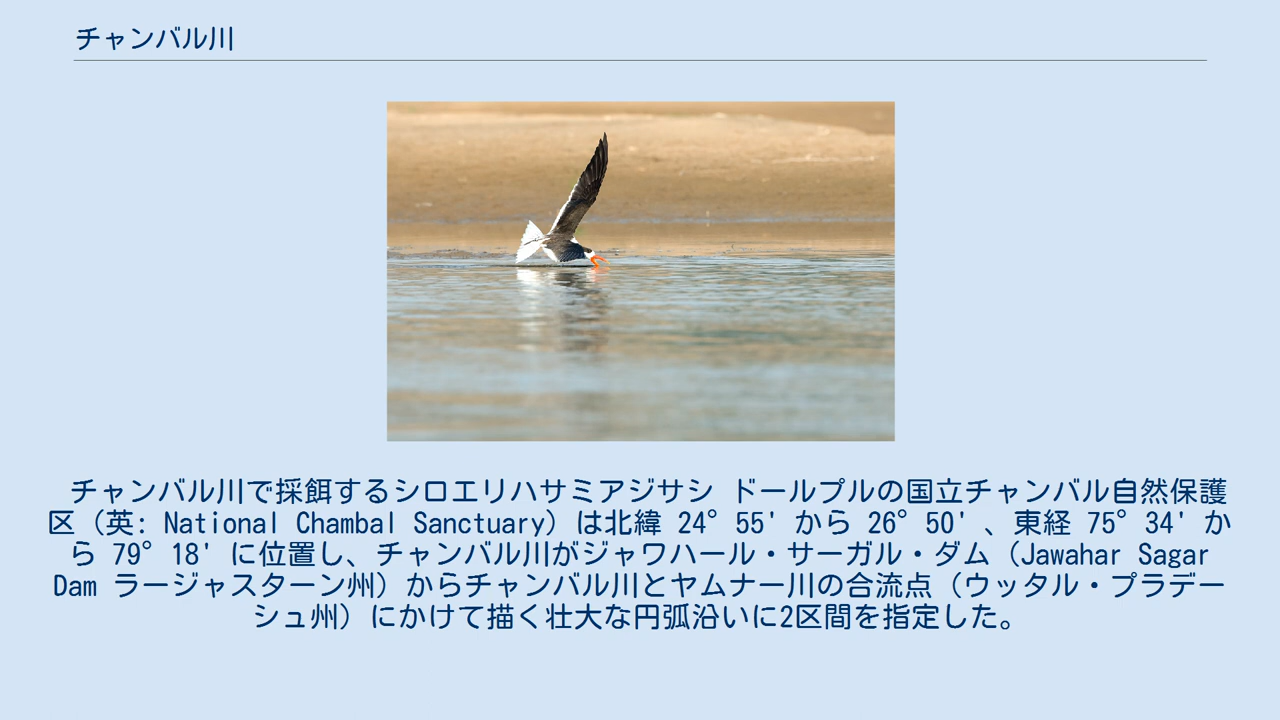 チャンバル川
チャンバル川で採餌するシロエリハサミアジサシ ドールプルの国立チャンバル自然保護
区（英: National Chambal Sanctuary）は北緯 24°55' から 26°50' 、東経 75°34' か
ら 79°18' に位置し、チャンバル川がジャワハール・サーガル・ダム（Jawahar Sagar
Dam ラージャスターン州）からチャンバル川とヤムナー川の合流点（ウッタル・プラデー
シュ州）にかけて描く壮大な円弧沿いに2区間を指定した。